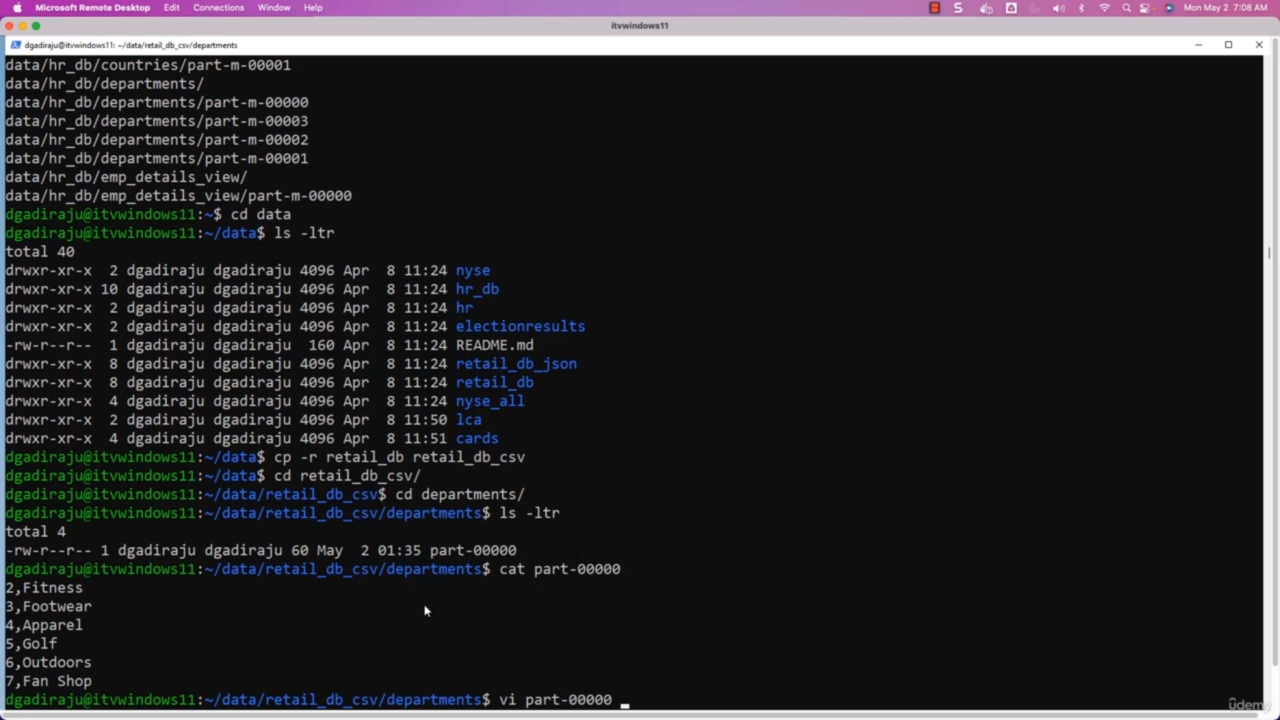 Microsoft Remote Desktop Edit Connections Window Help Mon May 2 7:08 AM
itvwindows11
dgadiraju@itvwindows11: ~/data/retail_db_csv/departments
data/hr_db/countries/part-m-00001
data/hr_db/departments/
data/hr_db/departments/part-m-00000
data/hr_db/departments/part-m-00003
data/hr_db/departments/part-m-00002
data/hr_db/departments/part-m-00001
data/hr_db/emp_details_view/
data/hr_db/emp_details_view/part-m-00000
dgadiraju@itvwindows11:~$ cd data
dgadiraju@itvwindows11:~/data$ ls -ltr
total 40
drwxr-xr-x  2 dgadiraju dgadiraju 4096 Apr  8 11:24 nyse
drwxr-xr-x 10 dgadiraju dgadiraju 4096 Apr  8 11:24 hr_db
drwxr-xr-x  2 dgadiraju dgadiraju 4096 Apr  8 11:24 hr
drwxr-xr-x  2 dgadiraju dgadiraju 4096 Apr  8 11:24 electionresults
-rw-r--r--  1 dgadiraju dgadiraju  160 Apr  8 11:24 README.md
drwxr-xr-x  8 dgadiraju dgadiraju 4096 Apr  8 11:24 retail_db_json
drwxr-xr-x  8 dgadiraju dgadiraju 4096 Apr  8 11:24 retail_db
drwxr-xr-x  4 dgadiraju dgadiraju 4096 Apr  8 11:24 nyse_all
drwxr-xr-x  2 dgadiraju dgadiraju 4096 Apr  8 11:50 lca
drwxr-xr-x  4 dgadiraju dgadiraju 4096 Apr  8 11:51 cards
dgadiraju@itvwindows11:~/data$ cp -r retail_db retail_db_csv
dgadiraju@itvwindows11:~/data$ cd retail_db_csv/
dgadiraju@itvwindows11:~/data/retail_db_csv$ cd departments/
dgadiraju@itvwindows11:~/data/retail_db_csv/departments$ ls -ltr
total 4
-rw-r--r-- 1 dgadiraju dgadiraju 60 May  2 01:35 part-00000
dgadiraju@itvwindows11:~/data/retail_db_csv/departments$ cat part-00000
2,Fitness
3,Footwear
4,Apparel
5,Golf
6,Outdoors
7,Fan Shop
dgadiraju@itvwindows11:~/data/retail_db_csv/departments$ vi part-00000
ûdemy